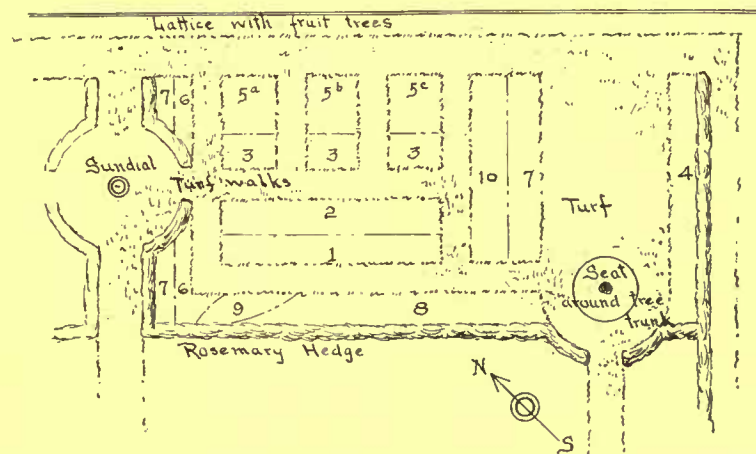 Lattice with fruit trees
7 6 5a 5b 5c
3 3 3 4
Sundial
Turf walks
10 7
2 Turf
1
Seat
around tree
trunk
7 6
9 8
Rosemary Hedge
N
S